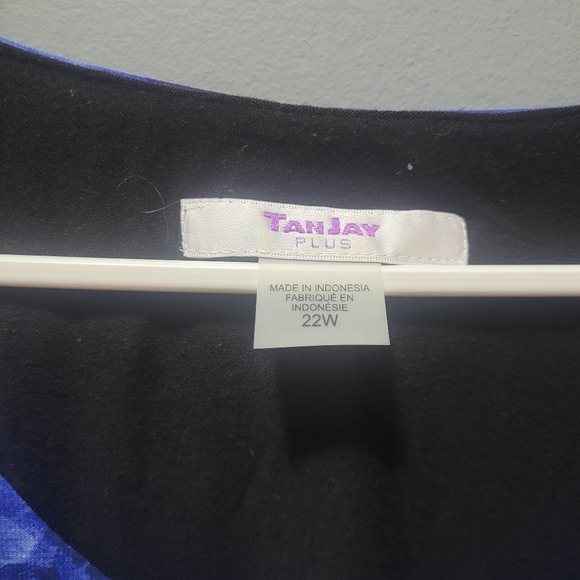 TANJAY
PLUS
MADE IN INDONESIA
FABRIQUÉ EN
INDONÉSIE
22W